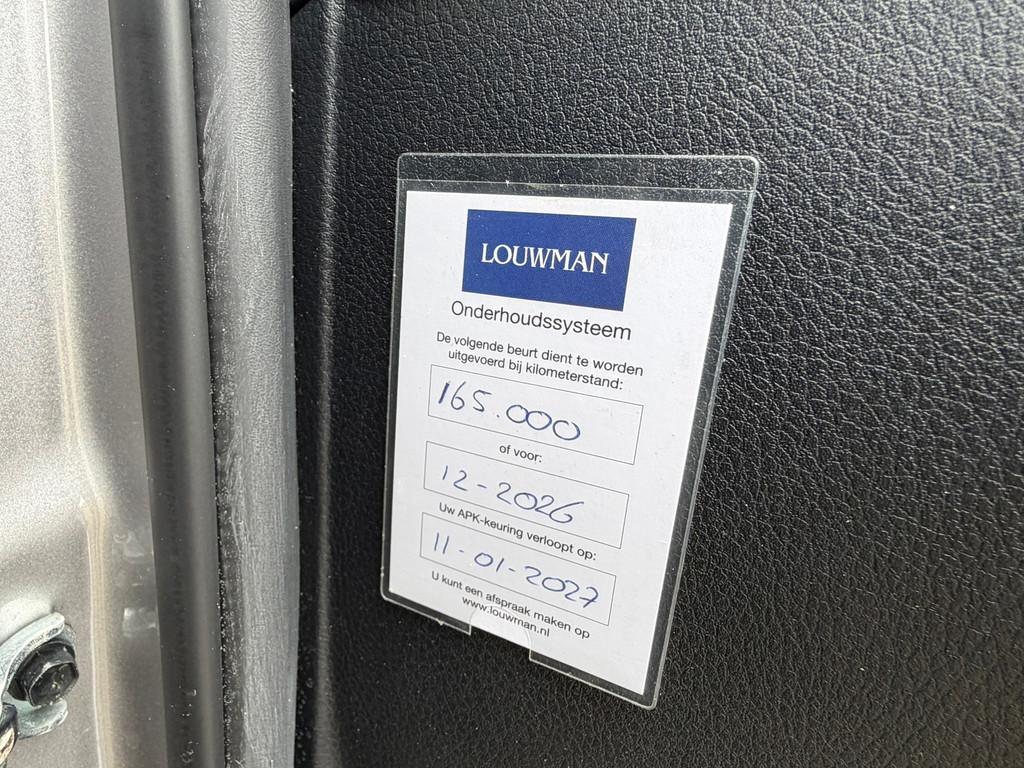 LOUWMAN
Onderhoudssysteem
De volgende beurt dient te worden
uitgevoerd bij kilometerstand:
165.000
of voor:
12-2026
Uw APK-keuring verloopt op:
11-01-2027
U kunt een afspraak maken op
www.louwman.nl